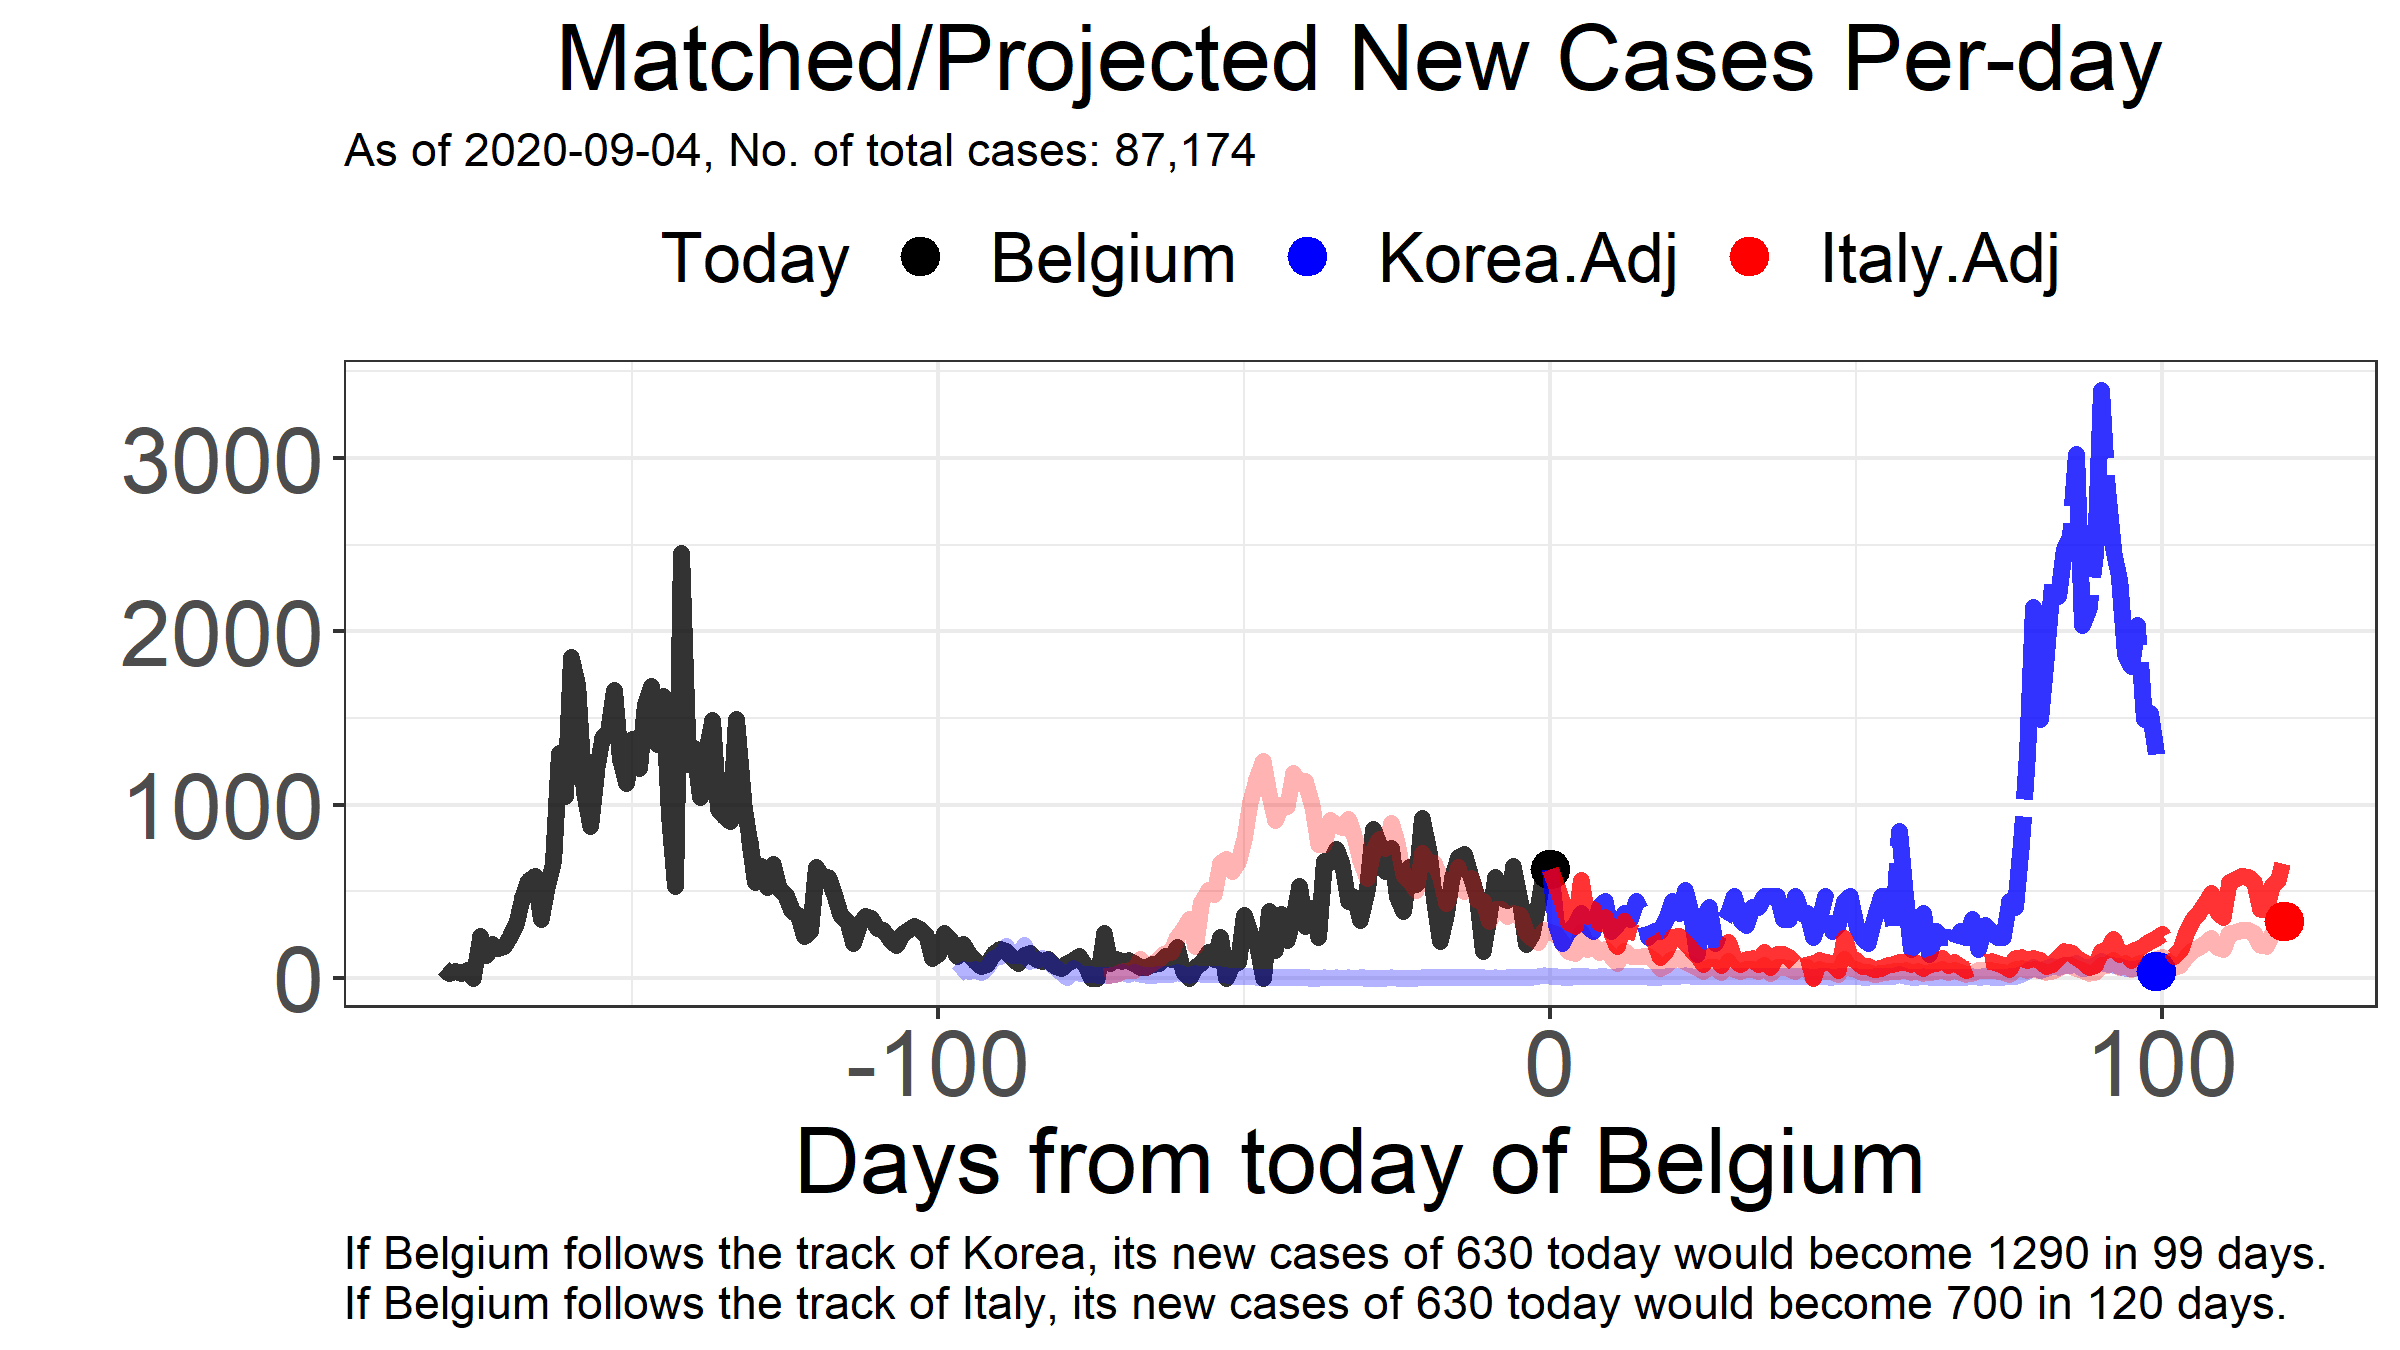 Matched/Projected New Cases Per-day
As of 2020-09-04, No. of total cases: 87,174
Today Belgium Korea.Adj Italy.Adj
3000
2000
1000
0
-100 0 100
Days from today of Belgium
If Belgium follows the track of Korea, its new cases of 630 today would become 1290 in 99 days.
If Belgium follows the track of Italy, its new cases of 630 today would become 700 in 120 days.